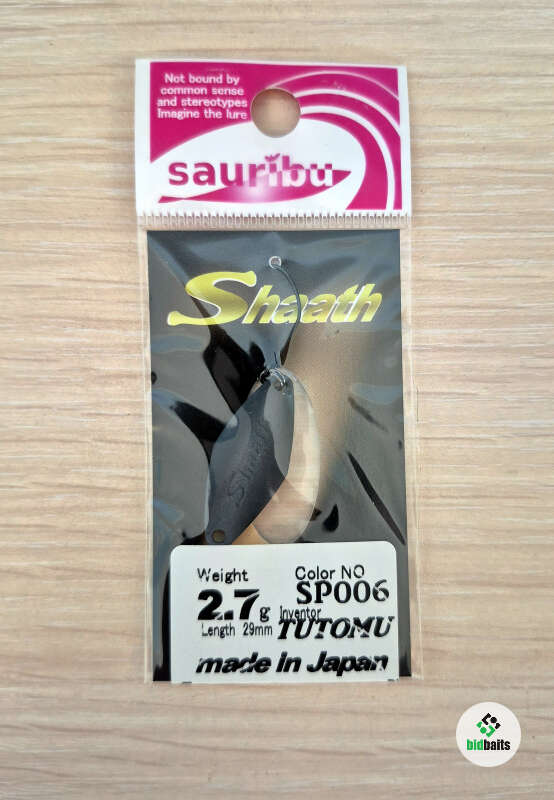 Not bound by
common sense
and stereotypes
Imagine the lure
sauribu
Shaath
Shaath
Weight
Color NO
2.7g
SP006
Inventor
Length 29mm
TUTOMU
made in Japan
bidbaits